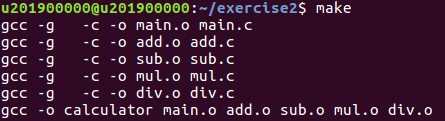 u201900000@u201900000:~/exercise2$ make
gcc -g   -c -o main.o main.c
gcc -g   -c -o add.o add.c
gcc -g   -c -o sub.o sub.c
gcc -g   -c -o mul.o mul.c
gcc -g   -c -o div.o div.c
gcc -o calculator main.o add.o sub.o mul.o div.o